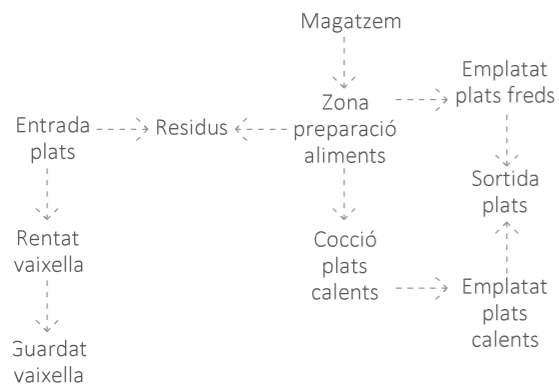 Magatzem
Emplatat
plats freds
Zona
preparació
aliments
Entrada
plats
Residus
Sortida
plats
Rentat
vaixella
Cocció
plats
calents
Emplatat
plats
calents
Guardat
vaixella